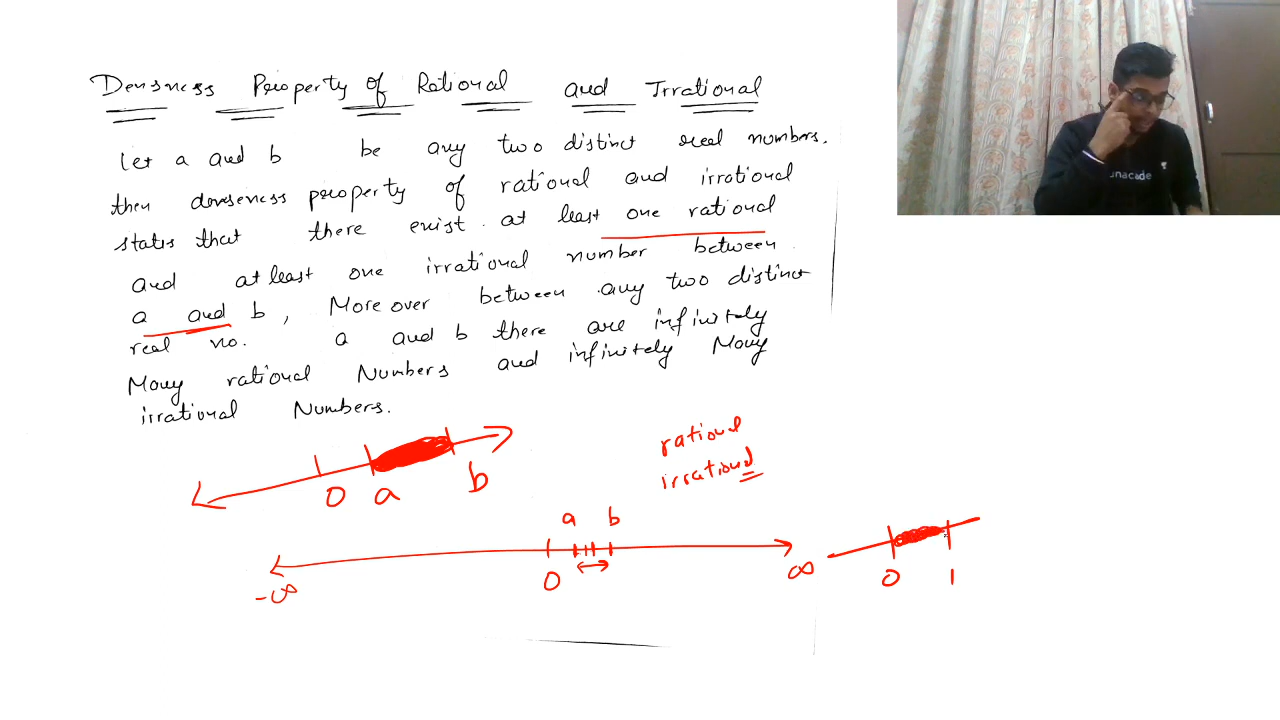 Denseness Property of Rational and Irrational
Let a and b be any two distinct real numbers.
then denseness property of rational and irrational
states that there exist at least one rational
and at least one irrational number between
a and b, More over between any two distinct
real no. a and b there are infinitely
Many rational Numbers and infinitely Many
irrational Numbers.
0 a b
rational
irrational
a b
-∞ 0 ∞
0 1
unacade